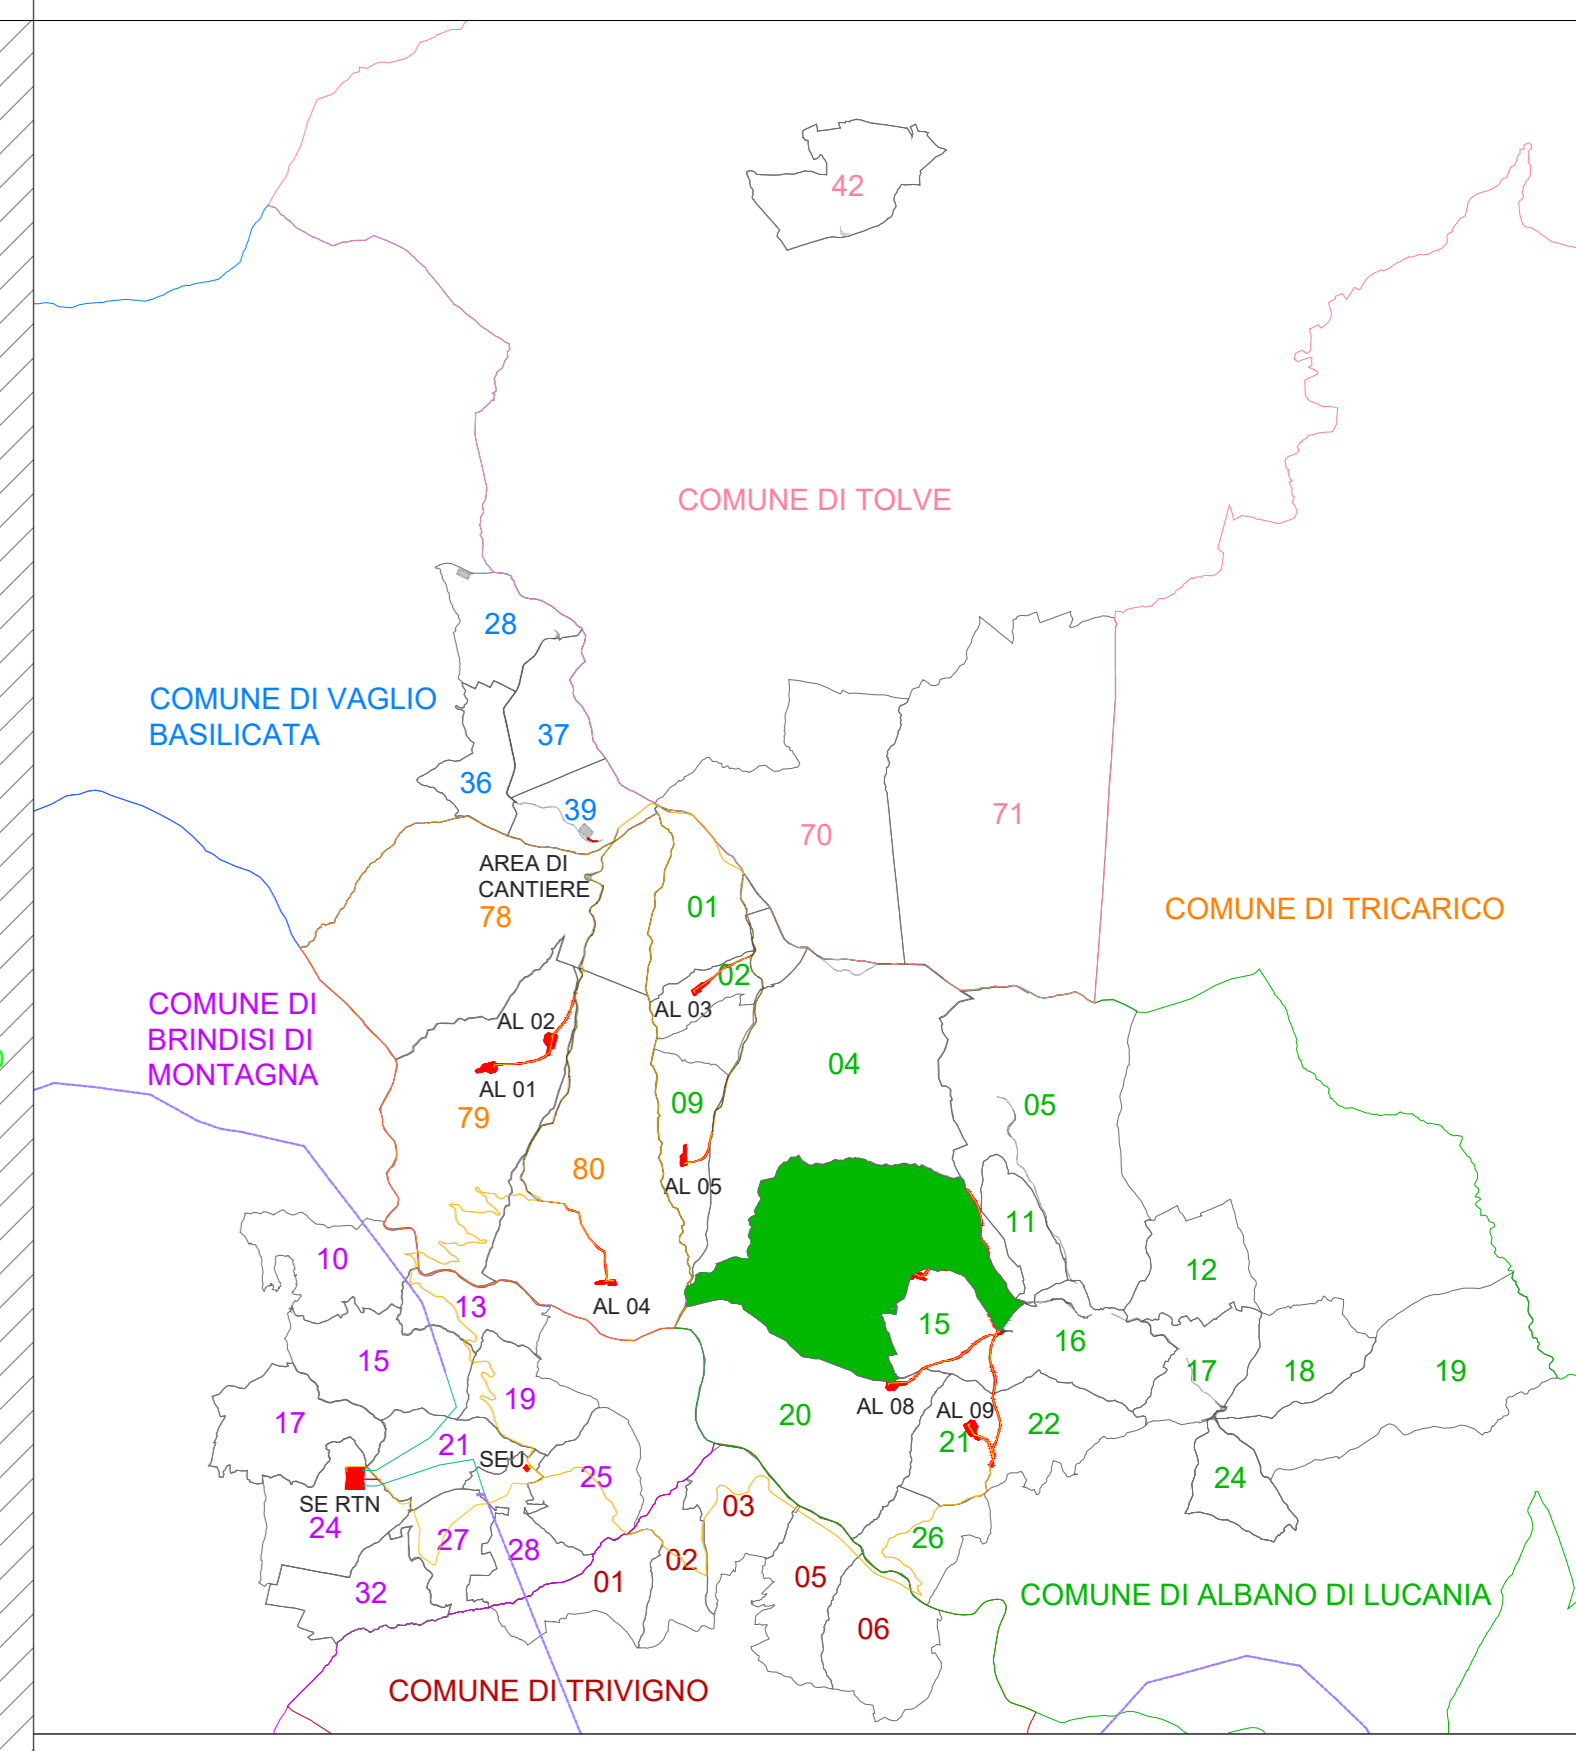 42
COMUNE DI TOLVE
28
COMUNE DI VAGLIO
BASILICATA
37
36
39
70
71
AREA DI
CANTIERE
78
01
COMUNE DI TRICARICO
02
AL 03
COMUNE DI
BRINDISI DI
MONTAGNA
AL 02
AL 01
79
04
09
05
80
AL 05
11
10
12
13
AL 04
15
16
15
17
18
19
19
17
20
AL 08
AL 09
21
22
21
SEU
25
24
SE RTN
24
03
27
28
02
26
32
01
05
06
COMUNE DI ALBANO DI LUCANIA
COMUNE DI TRIVIGNO